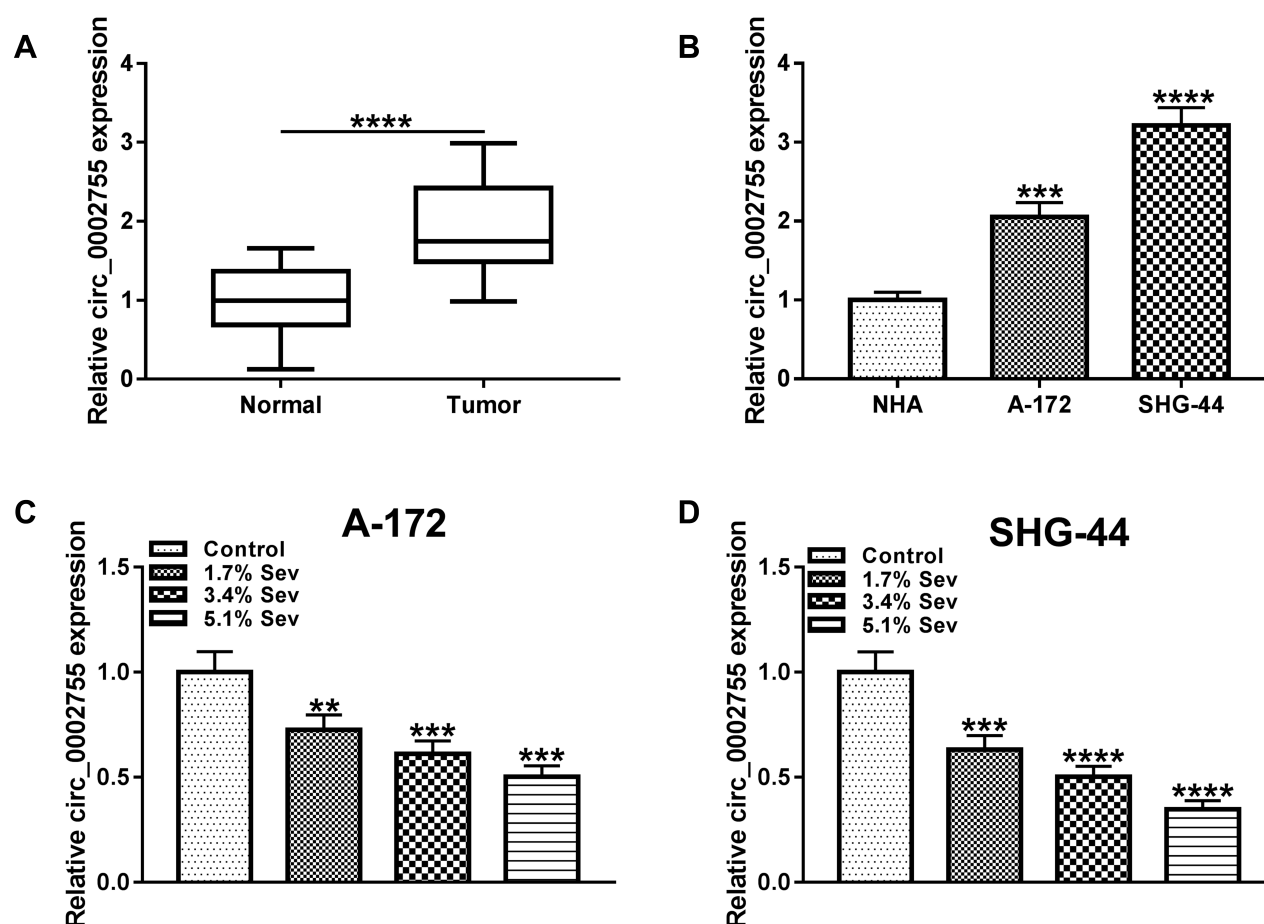 A
Relative circ_0002755 expression
4
3
2
1
0
****
Normal Tumor
B
Relative circ_0002755 expression
4
3
2
1
0
***
****
NHA A-172 SHG-44
C
A-172
Relative circ_0002755 expression
1.5
1.0
0.5
0.0
Control
1.7% Sev
3.4% Sev
5.1% Sev
**
***
***
D
SHG-44
Relative circ_0002755 expression
1.5
1.0
0.5
0.0
Control
1.7% Sev
3.4% Sev
5.1% Sev
***
****
****